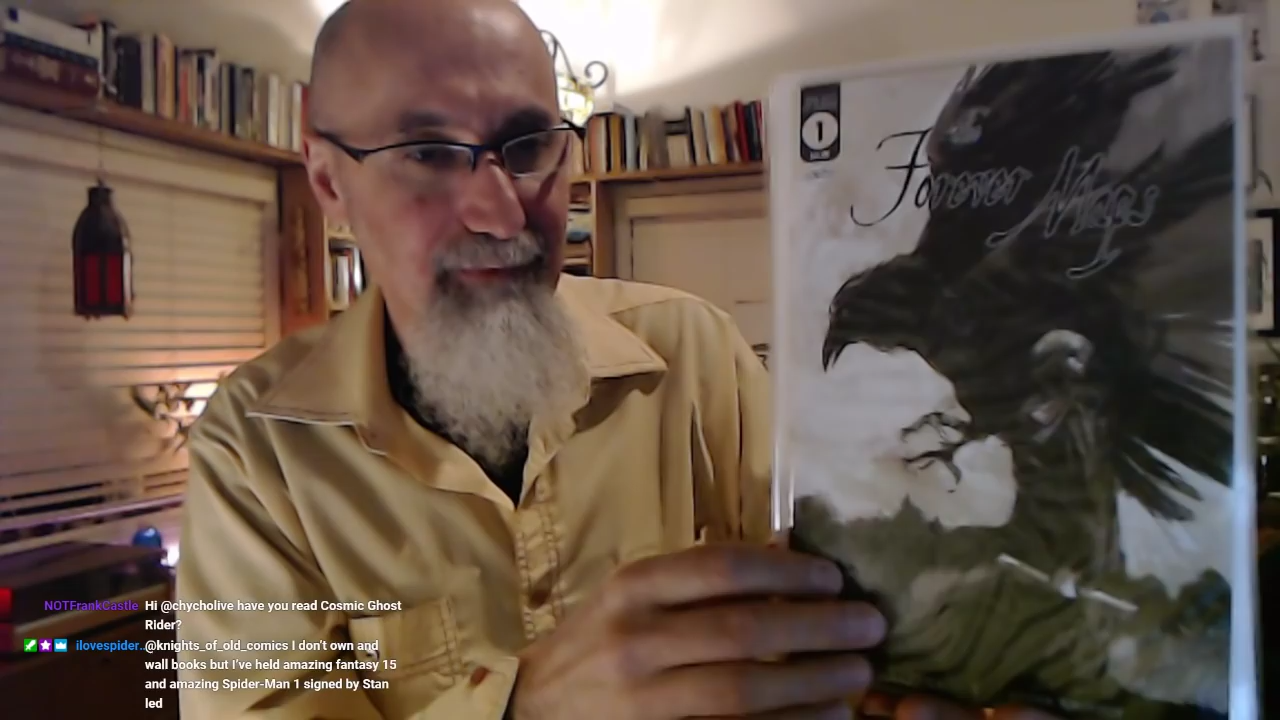 1
Forever Maps
NOTFrankCastle Hi @chycholive have you read Cosmic Ghost
Rider?
ilovespider.. @knights_of_old_comics I don't own and
wall books but I've held amazing fantasy 15
and amazing Spider-Man 1 signed by Stan
led